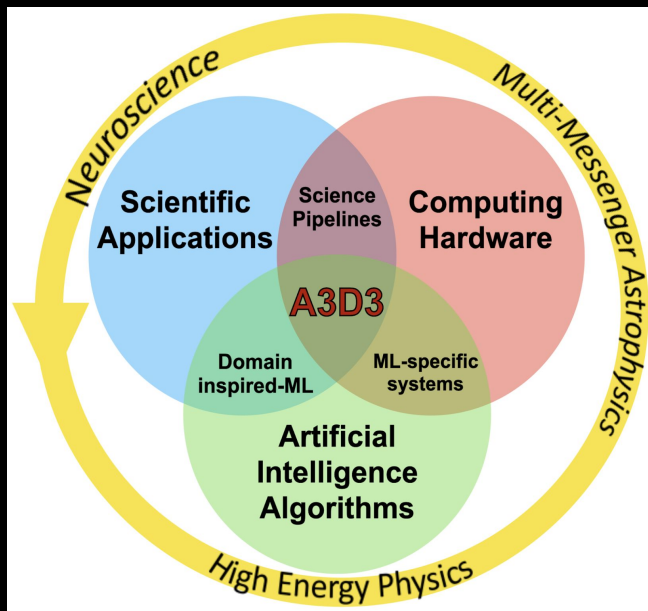 Neuroscience
Multi-Messenger Astrophysics
Scientific
Applications
Science
Pipelines
Computing
Hardware
A3D3
Domain
inspired-ML
ML-specific
systems
Artificial
Intelligence
Algorithms
High Energy Physics